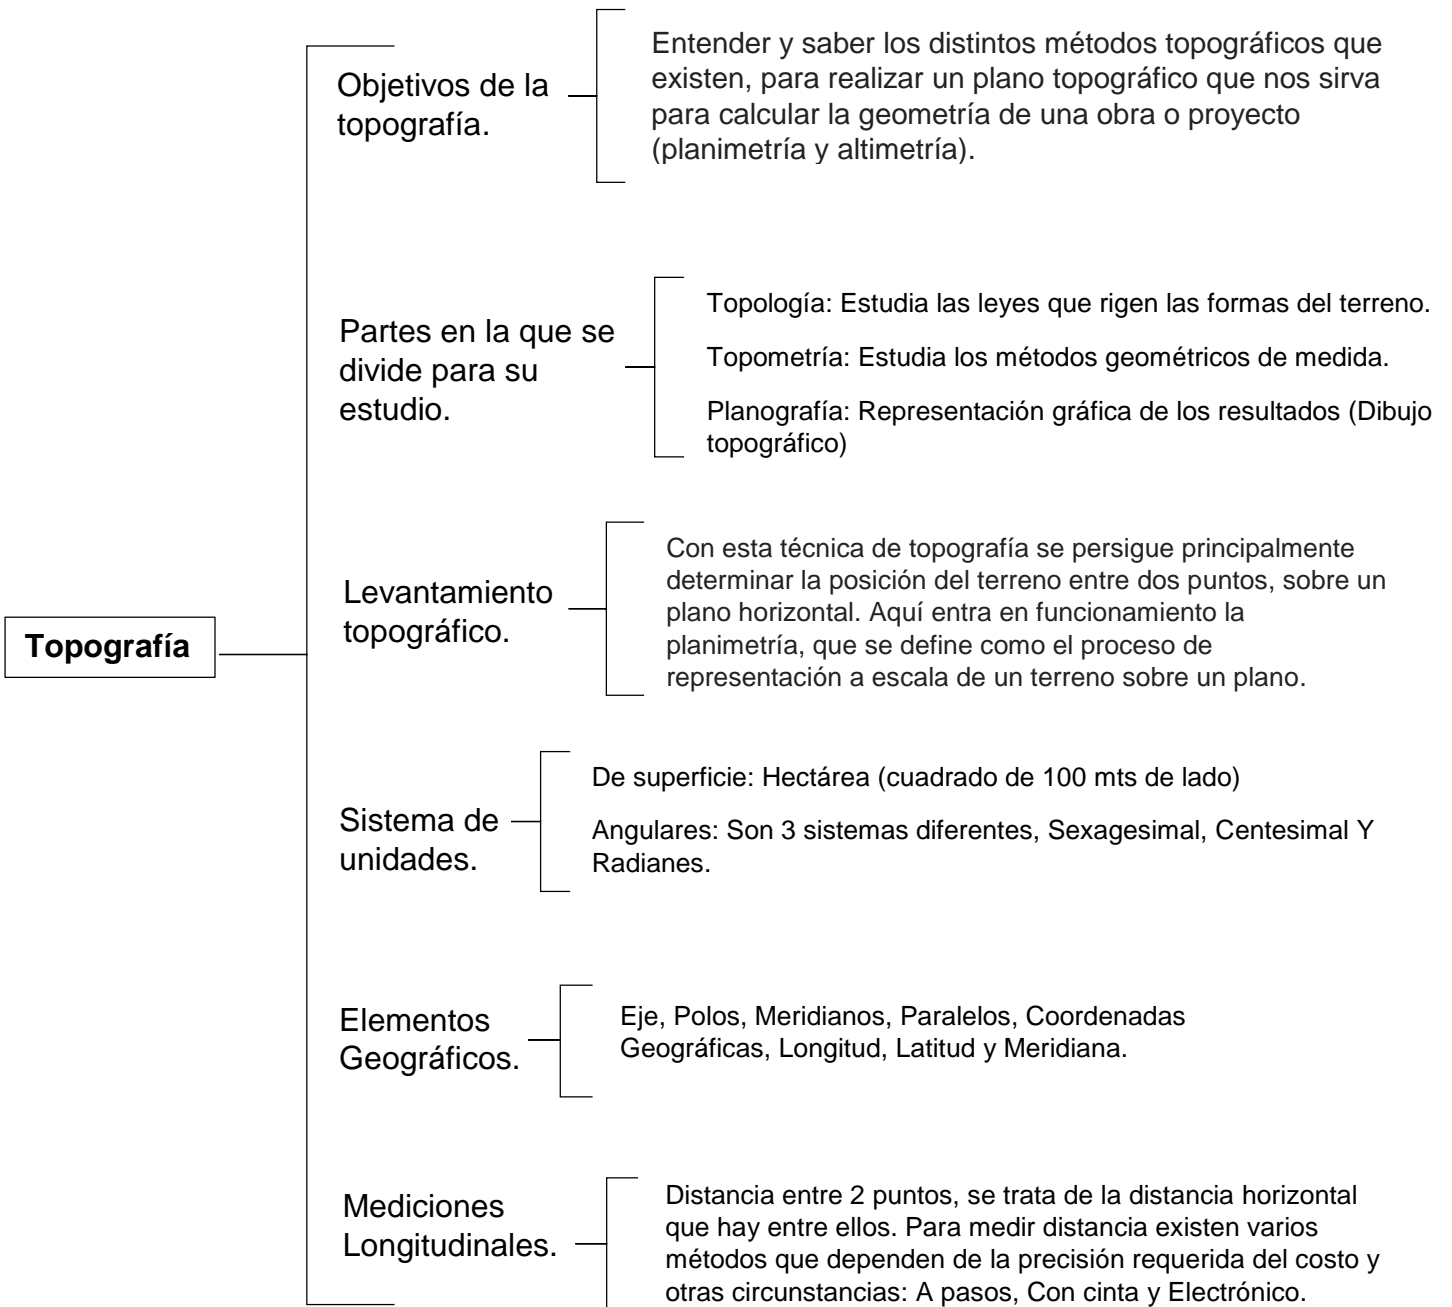 Topografía
Objetivos de la
topografía.
Entender y saber los distintos métodos topográficos que
existen, para realizar un plano topográfico que nos sirva
para calcular la geometría de una obra o proyecto
(planimetría y altimetría).
Partes en la que se
divide para su
estudio.
Topología: Estudia las leyes que rigen las formas del terreno.
Topometría: Estudia los métodos geométricos de medida.
Planografía: Representación gráfica de los resultados (Dibujo
topográfico)
Levantamiento
topográfico.
Con esta técnica de topografía se persigue principalmente
determinar la posición del terreno entre dos puntos, sobre un
plano horizontal. Aquí entra en funcionamiento la
planimetría, que se define como el proceso de
representación a escala de un terreno sobre un plano.
Sistema de
unidades.
De superficie: Hectárea (cuadrado de 100 mts de lado)
Angulares: Son 3 sistemas diferentes, Sexagesimal, Centesimal Y
Radianes.
Elementos
Geográficos.
Eje, Polos, Meridianos, Paralelos, Coordenadas
Geográficas, Longitud, Latitud y Meridiana.
Mediciones
Longitudinales.
Distancia entre 2 puntos, se trata de la distancia horizontal
que hay entre ellos. Para medir distancia existen varios
métodos que dependen de la precisión requerida del costo y
otras circunstancias: A pasos, Con cinta y Electrónico.